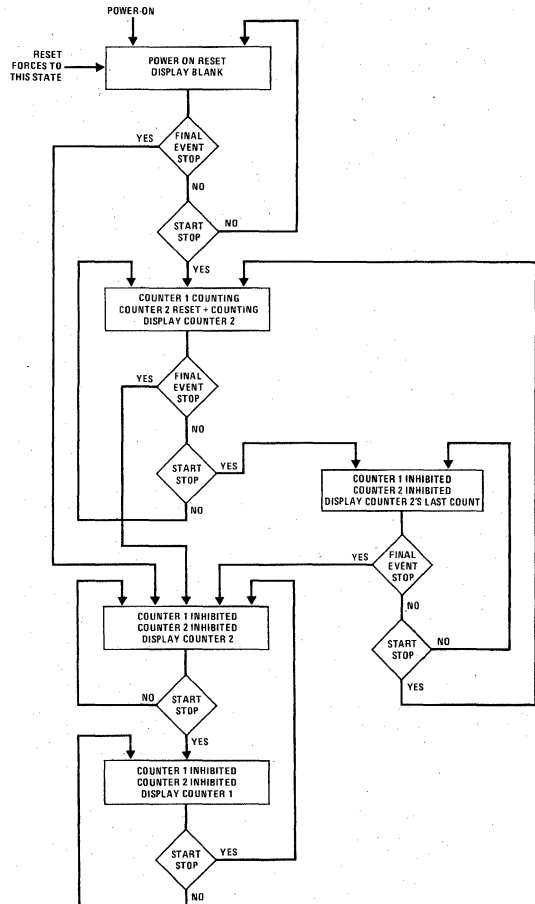 POWER-ON
RESET
FORCES TO
THIS STATE
POWER ON RESET
DISPLAY BLANK
YES
FINAL
EVENT
STOP
NO
START
STOP
NO
YES
COUNTER 1 COUNTING
COUNTER 2 RESET + COUNTING
DISPLAY COUNTER 2
YES
FINAL
EVENT
STOP
NO
START
STOP
YES
NO
COUNTER 1 INHIBITED
COUNTER 2 INHIBITED
DISPLAY COUNTER 2'S LAST COUNT
YES
FINAL
EVENT
STOP
NO
START
STOP
NO
YES
COUNTER 1 INHIBITED
COUNTER 2 INHIBITED
DISPLAY COUNTER 2
NO
START
STOP
YES
COUNTER 1 INHIBITED
COUNTER 2 INHIBITED
DISPLAY COUNTER 1
START
STOP
YES
NO